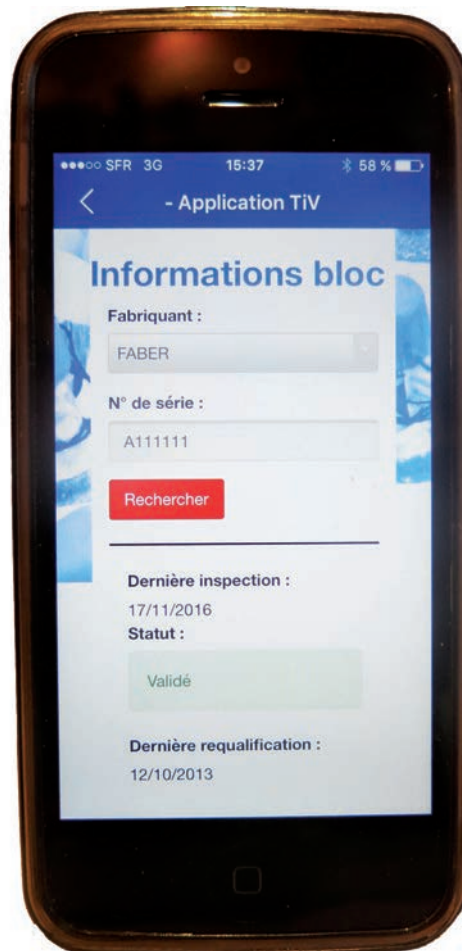 SFR 3G 15:37 58 %
- Application TiV
Informations bloc
Fabriquant :
FABER
N° de série :
A111111
Rechercher
Dernière inspection :
17/11/2016
Statut :
Validé
Dernière requalification :
12/10/2013